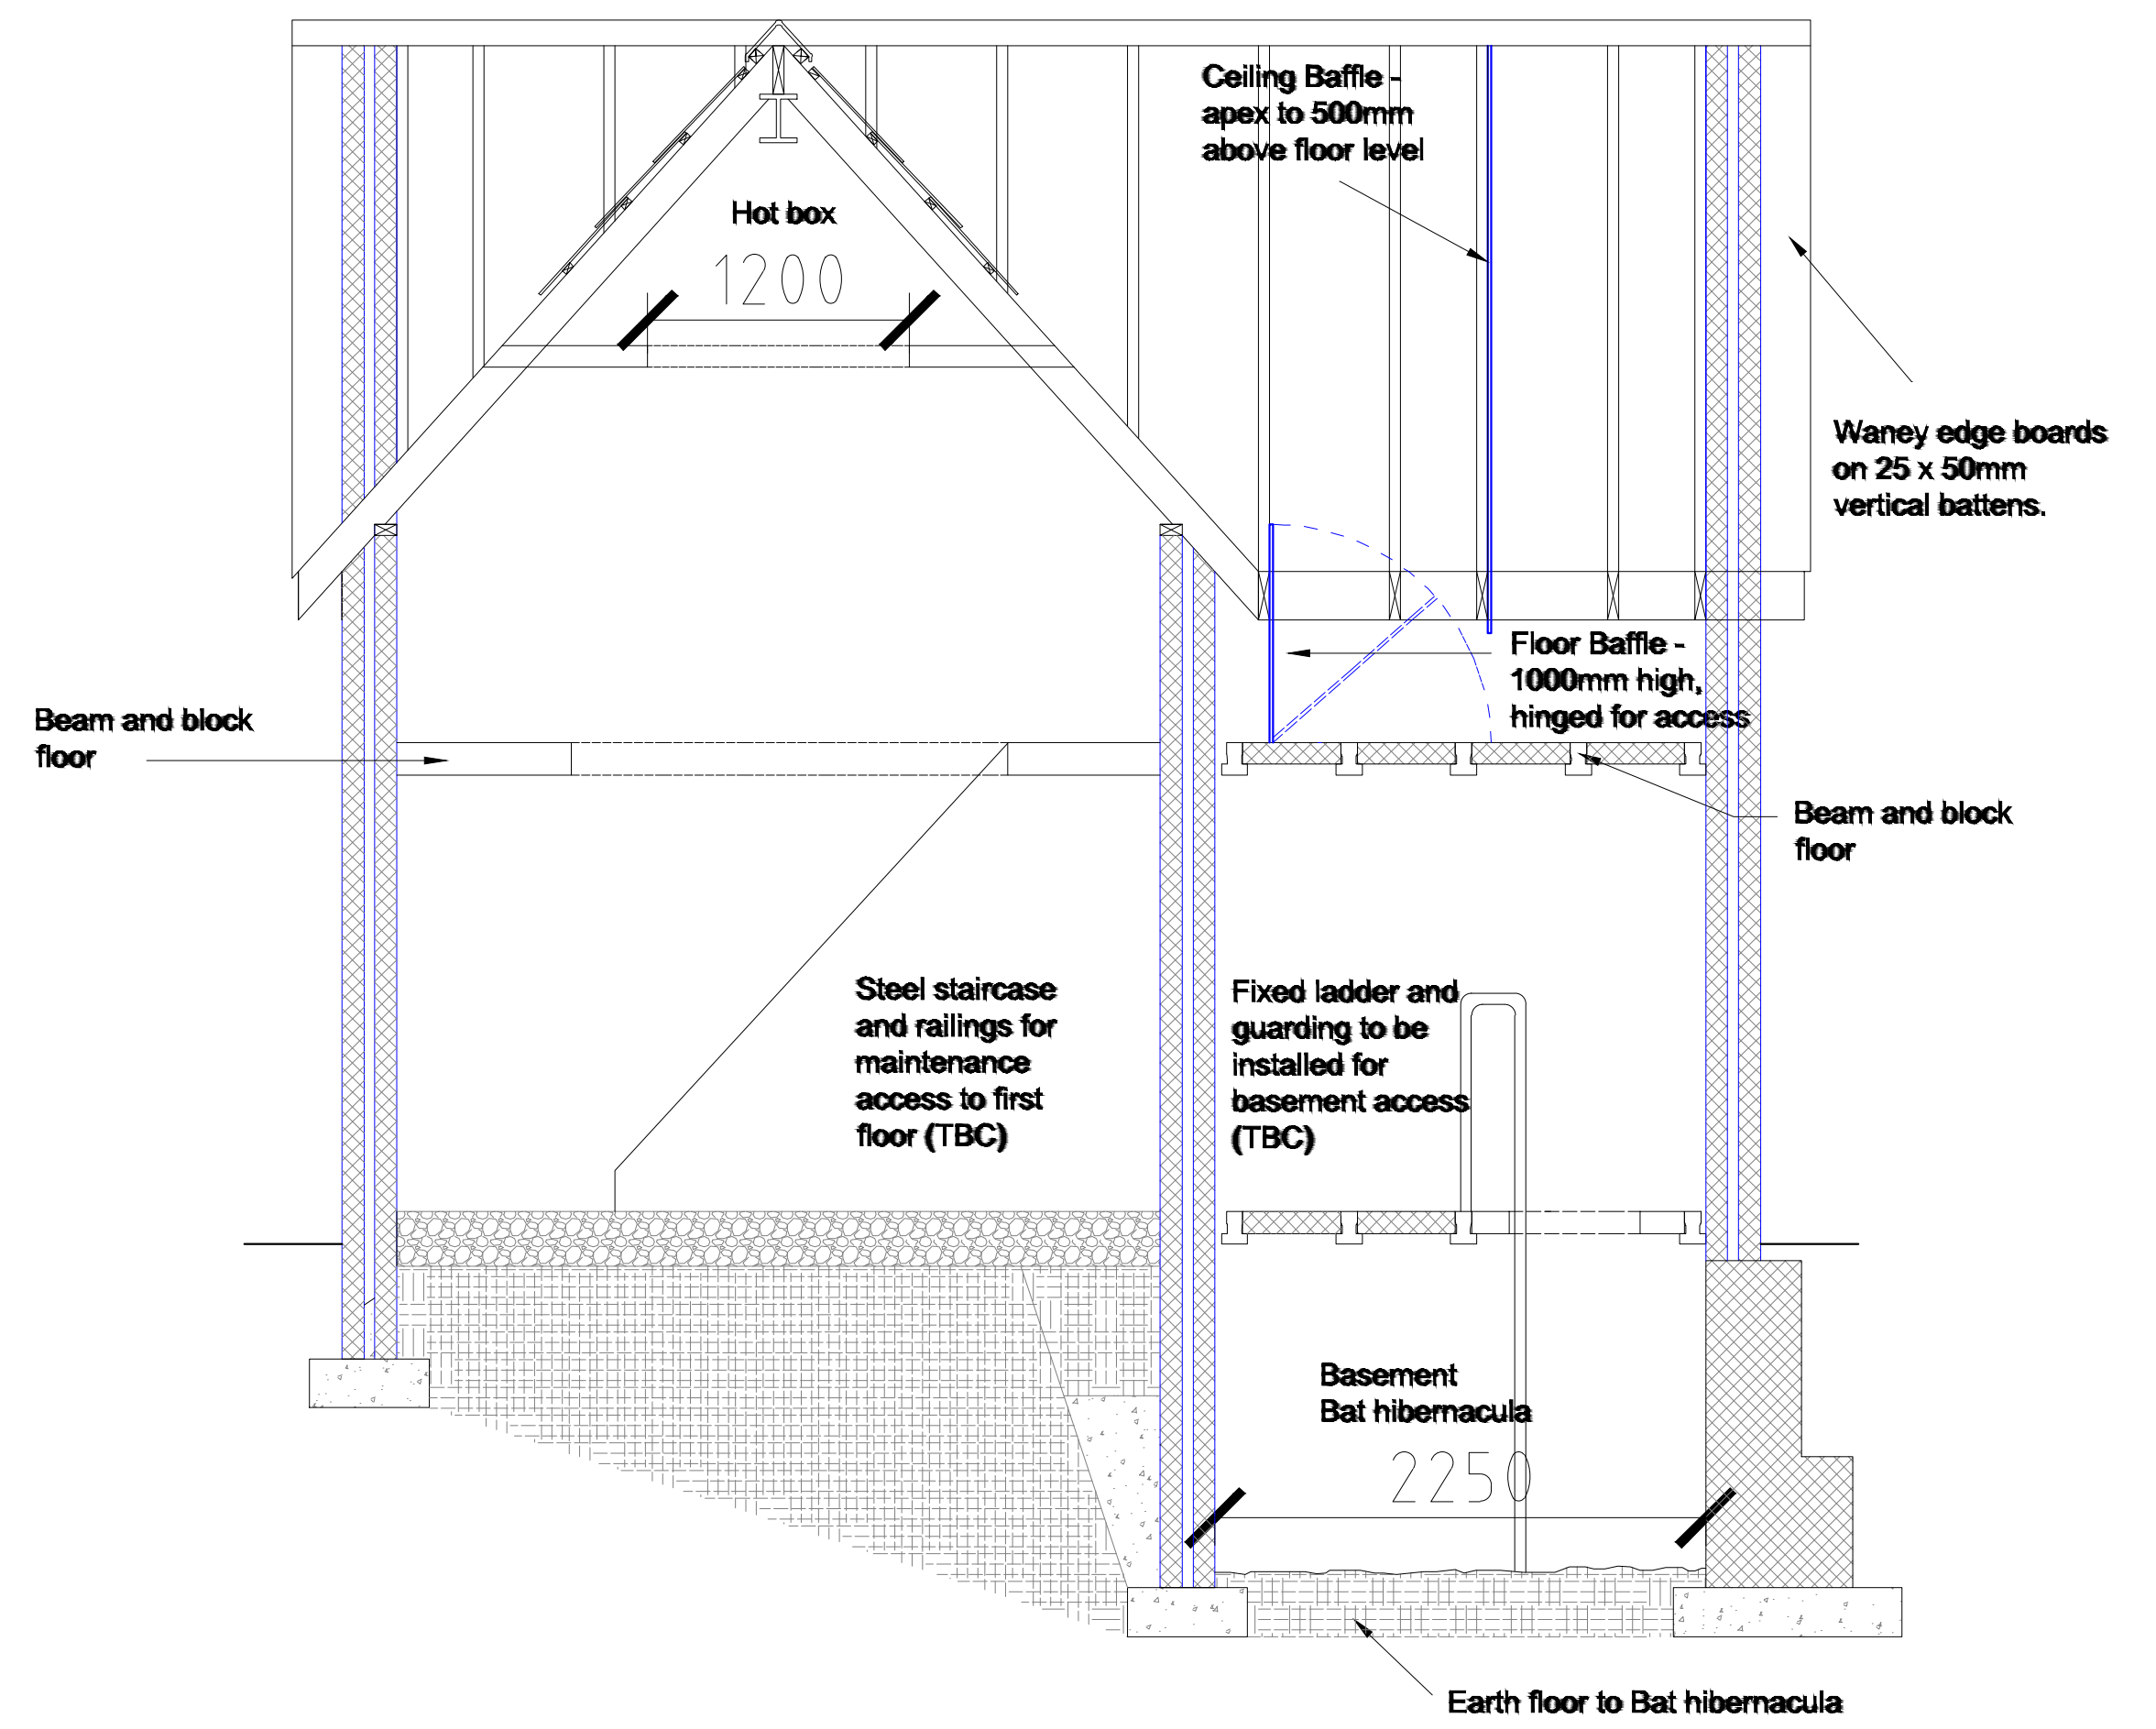 Ceiling Baffle -
apex to 500mm
above floor level
Hot box
1200
Waney edge boards
on 25 x 50mm
vertical battens.
Floor Baffle -
1000mm high,
hinged for access
Beam and block
floor
Beam and block
floor
Steel staircase
and railings for
maintenance
access to first
floor (TBC)
Fixed ladder and
guarding to be
installed for
basement access
(TBC)
Basement
Bat hibernacula
2250
Earth floor to Bat hibernacula